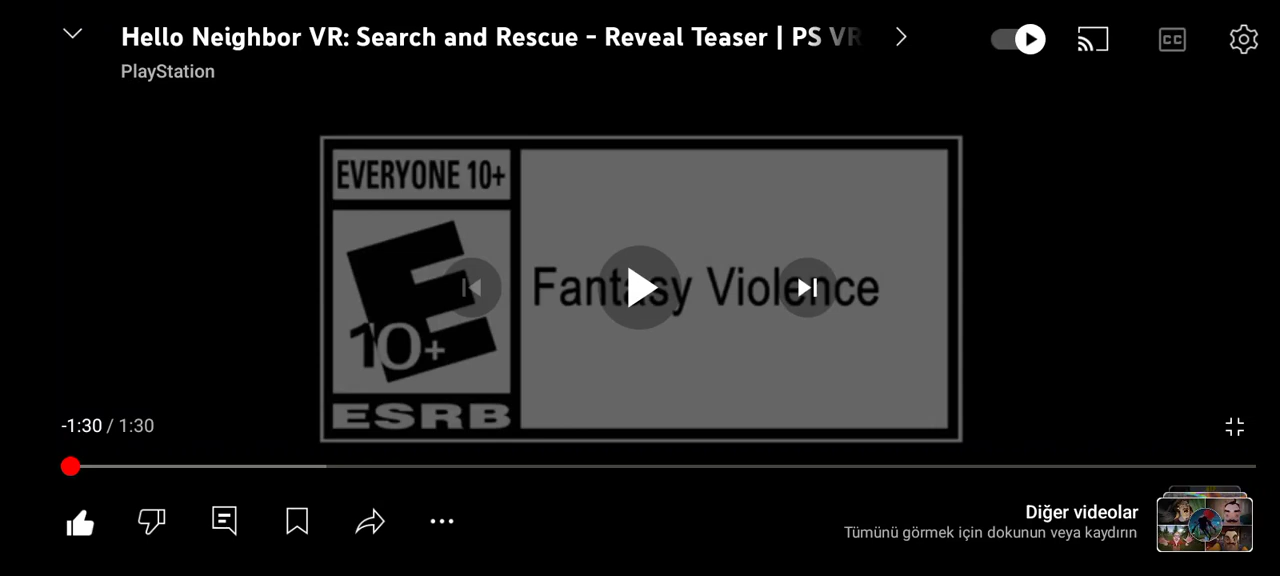 Hello Neighbor VR: Search and Rescue - Reveal Teaser | PS VR
PlayStation
CC
EVERYONE 10+
E
10+
ESRB
Fantasy Violence
-1:30 / 1:30
Diğer videolar
Tümünü görmek için dokunun veya kaydırın